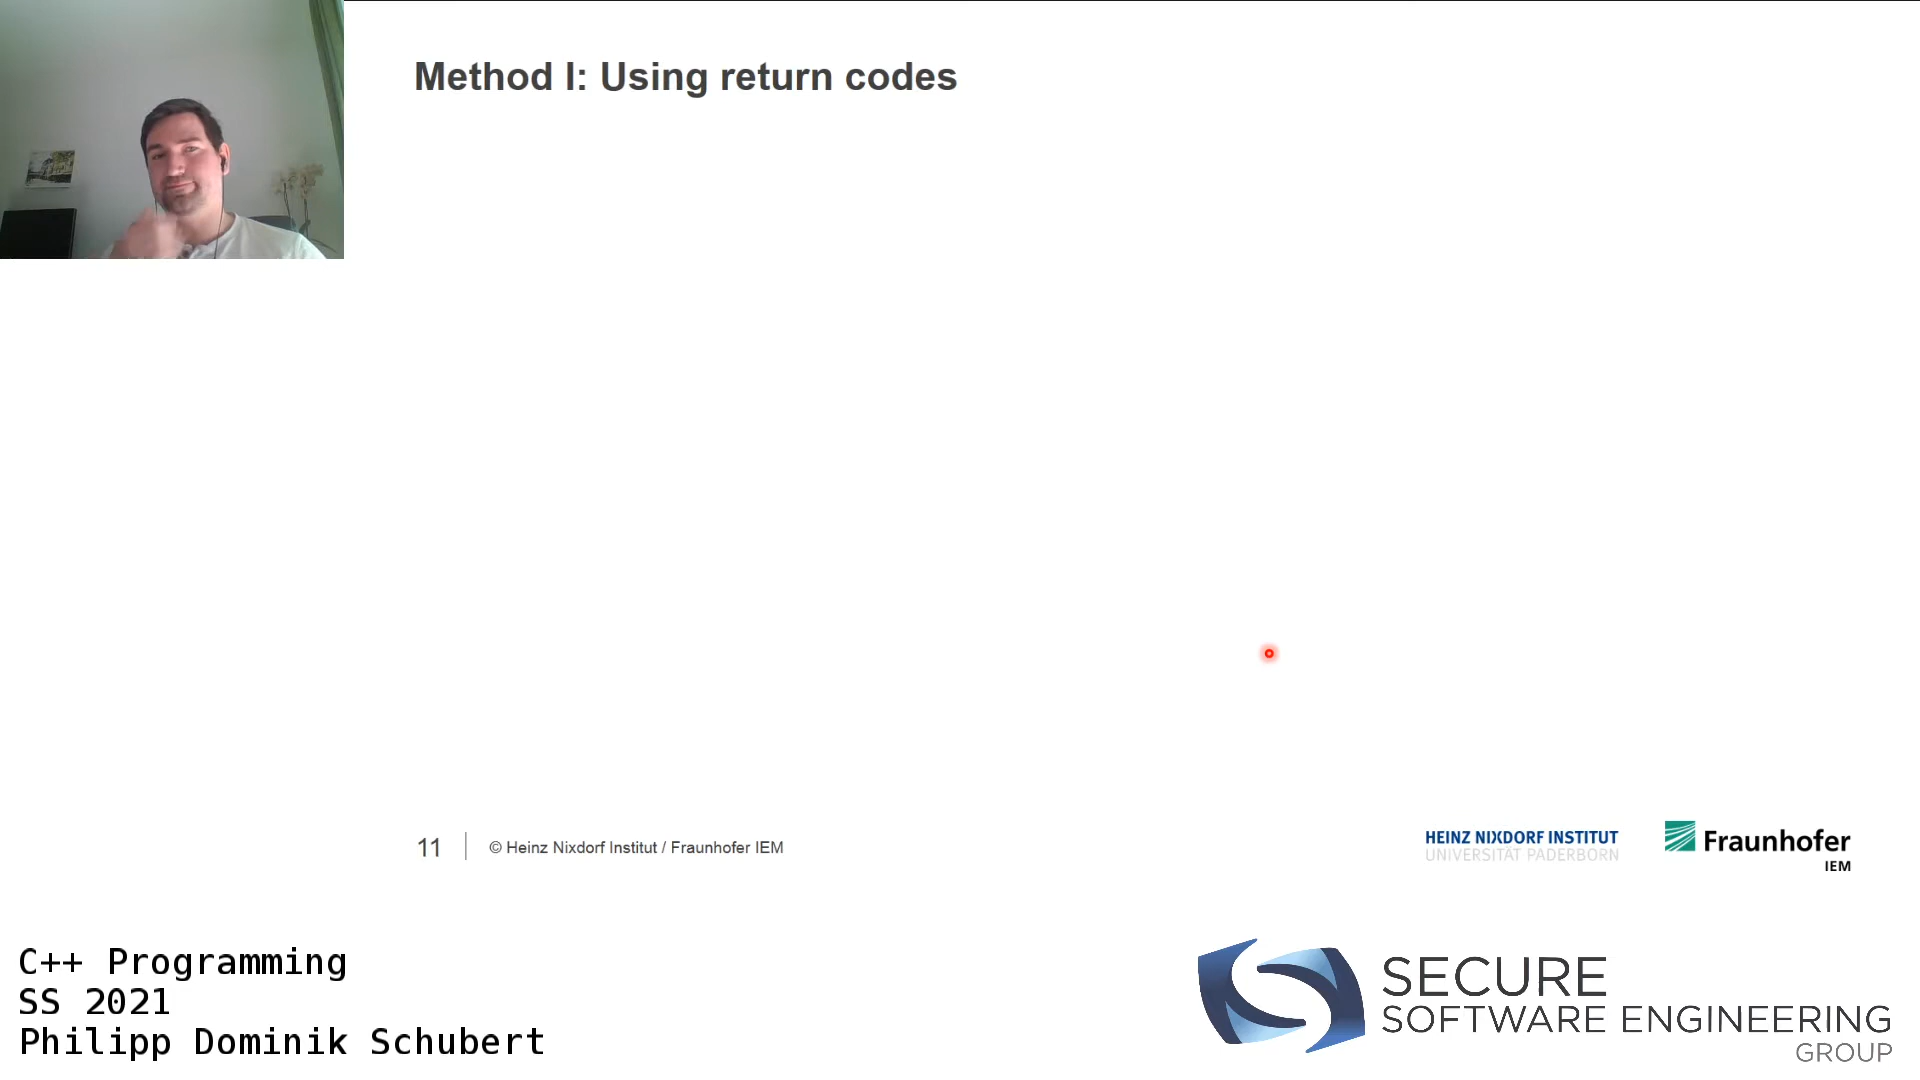 Method I: Using return codes
11
© Heinz Nixdorf Institut / Fraunhofer IEM
HEINZ NIXDORF INSTITUT
UNIVERSITÄT PADERBORN
Fraunhofer
IEM
C++ Programming
SS 2021
Philipp Dominik Schubert
SECURE
SOFTWARE ENGINEERING
GROUP